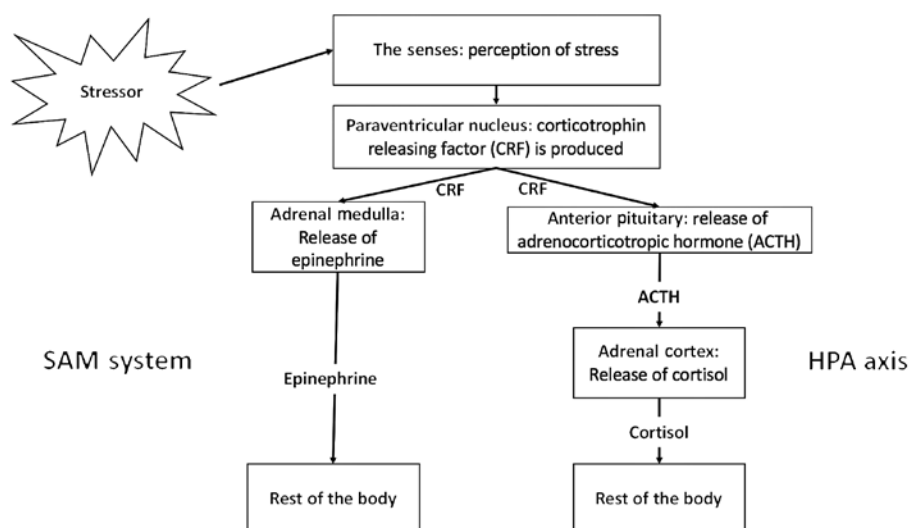 The senses: perception of stress
Stressor
Paraventricular nucleus: corticotrophin
releasing factor (CRF) is produced
CRF
CRF
Adrenal medulla:
Release of
epinephrine
Anterior pituitary: release of
adrenocorticotropic hormone (ACTH)
ACTH
SAM system
Adrenal cortex:
Release of cortisol
HPA axis
Epinephrine
Cortisol
Rest of the body
Rest of the body